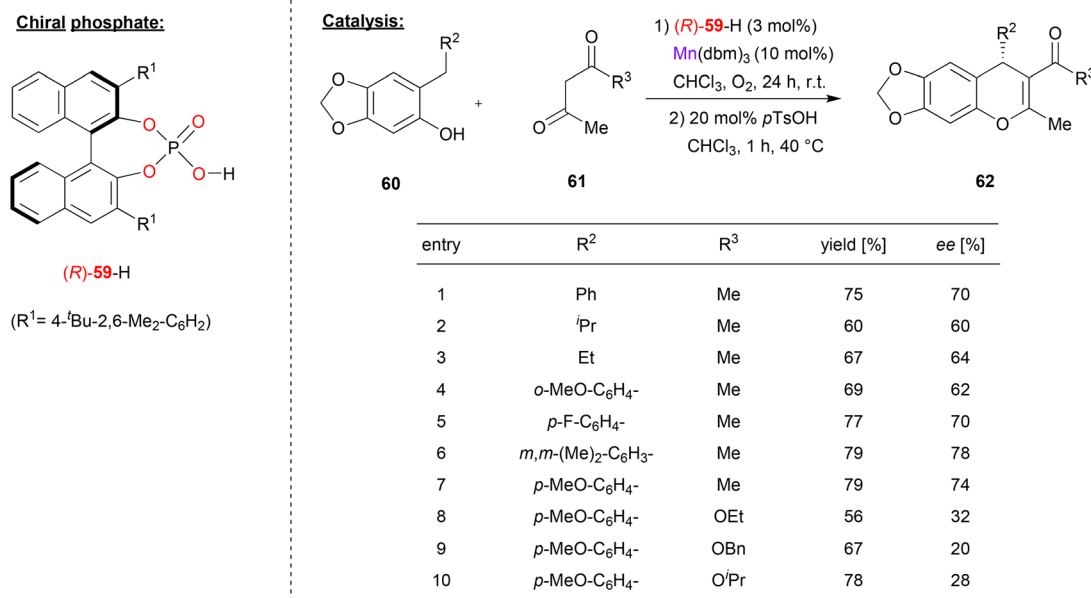 Chiral phosphate:
R¹
O
O
P
O
O–H
R¹
(R)-59-H
(R¹= 4-ᵗBu-2,6-Me₂-C₆H₂)
Catalysis:
R²
O
O
OH
60
+
O
R³
O
Me
61
1) (R)-59-H (3 mol%)
Mn(dbm)₃ (10 mol%)
CHCl₃, O₂, 24 h, r.t.
2) 20 mol% pTsOH
CHCl₃, 1 h, 40 °C
R²
O
R³
O
O
O
Me
62
entry R² R³ yield [%] ee [%]
1 Ph Me 75 70
2 ⁱPr Me 60 60
3 Et Me 67 64
4 o-MeO-C₆H₄- Me 69 62
5 p-F-C₆H₄- Me 77 70
6 m,m-(Me)₂-C₆H₃- Me 79 78
7 p-MeO-C₆H₄- Me 79 74
8 p-MeO-C₆H₄- OEt 56 32
9 p-MeO-C₆H₄- OBn 67 20
10 p-MeO-C₆H₄- OⁱPr 78 28